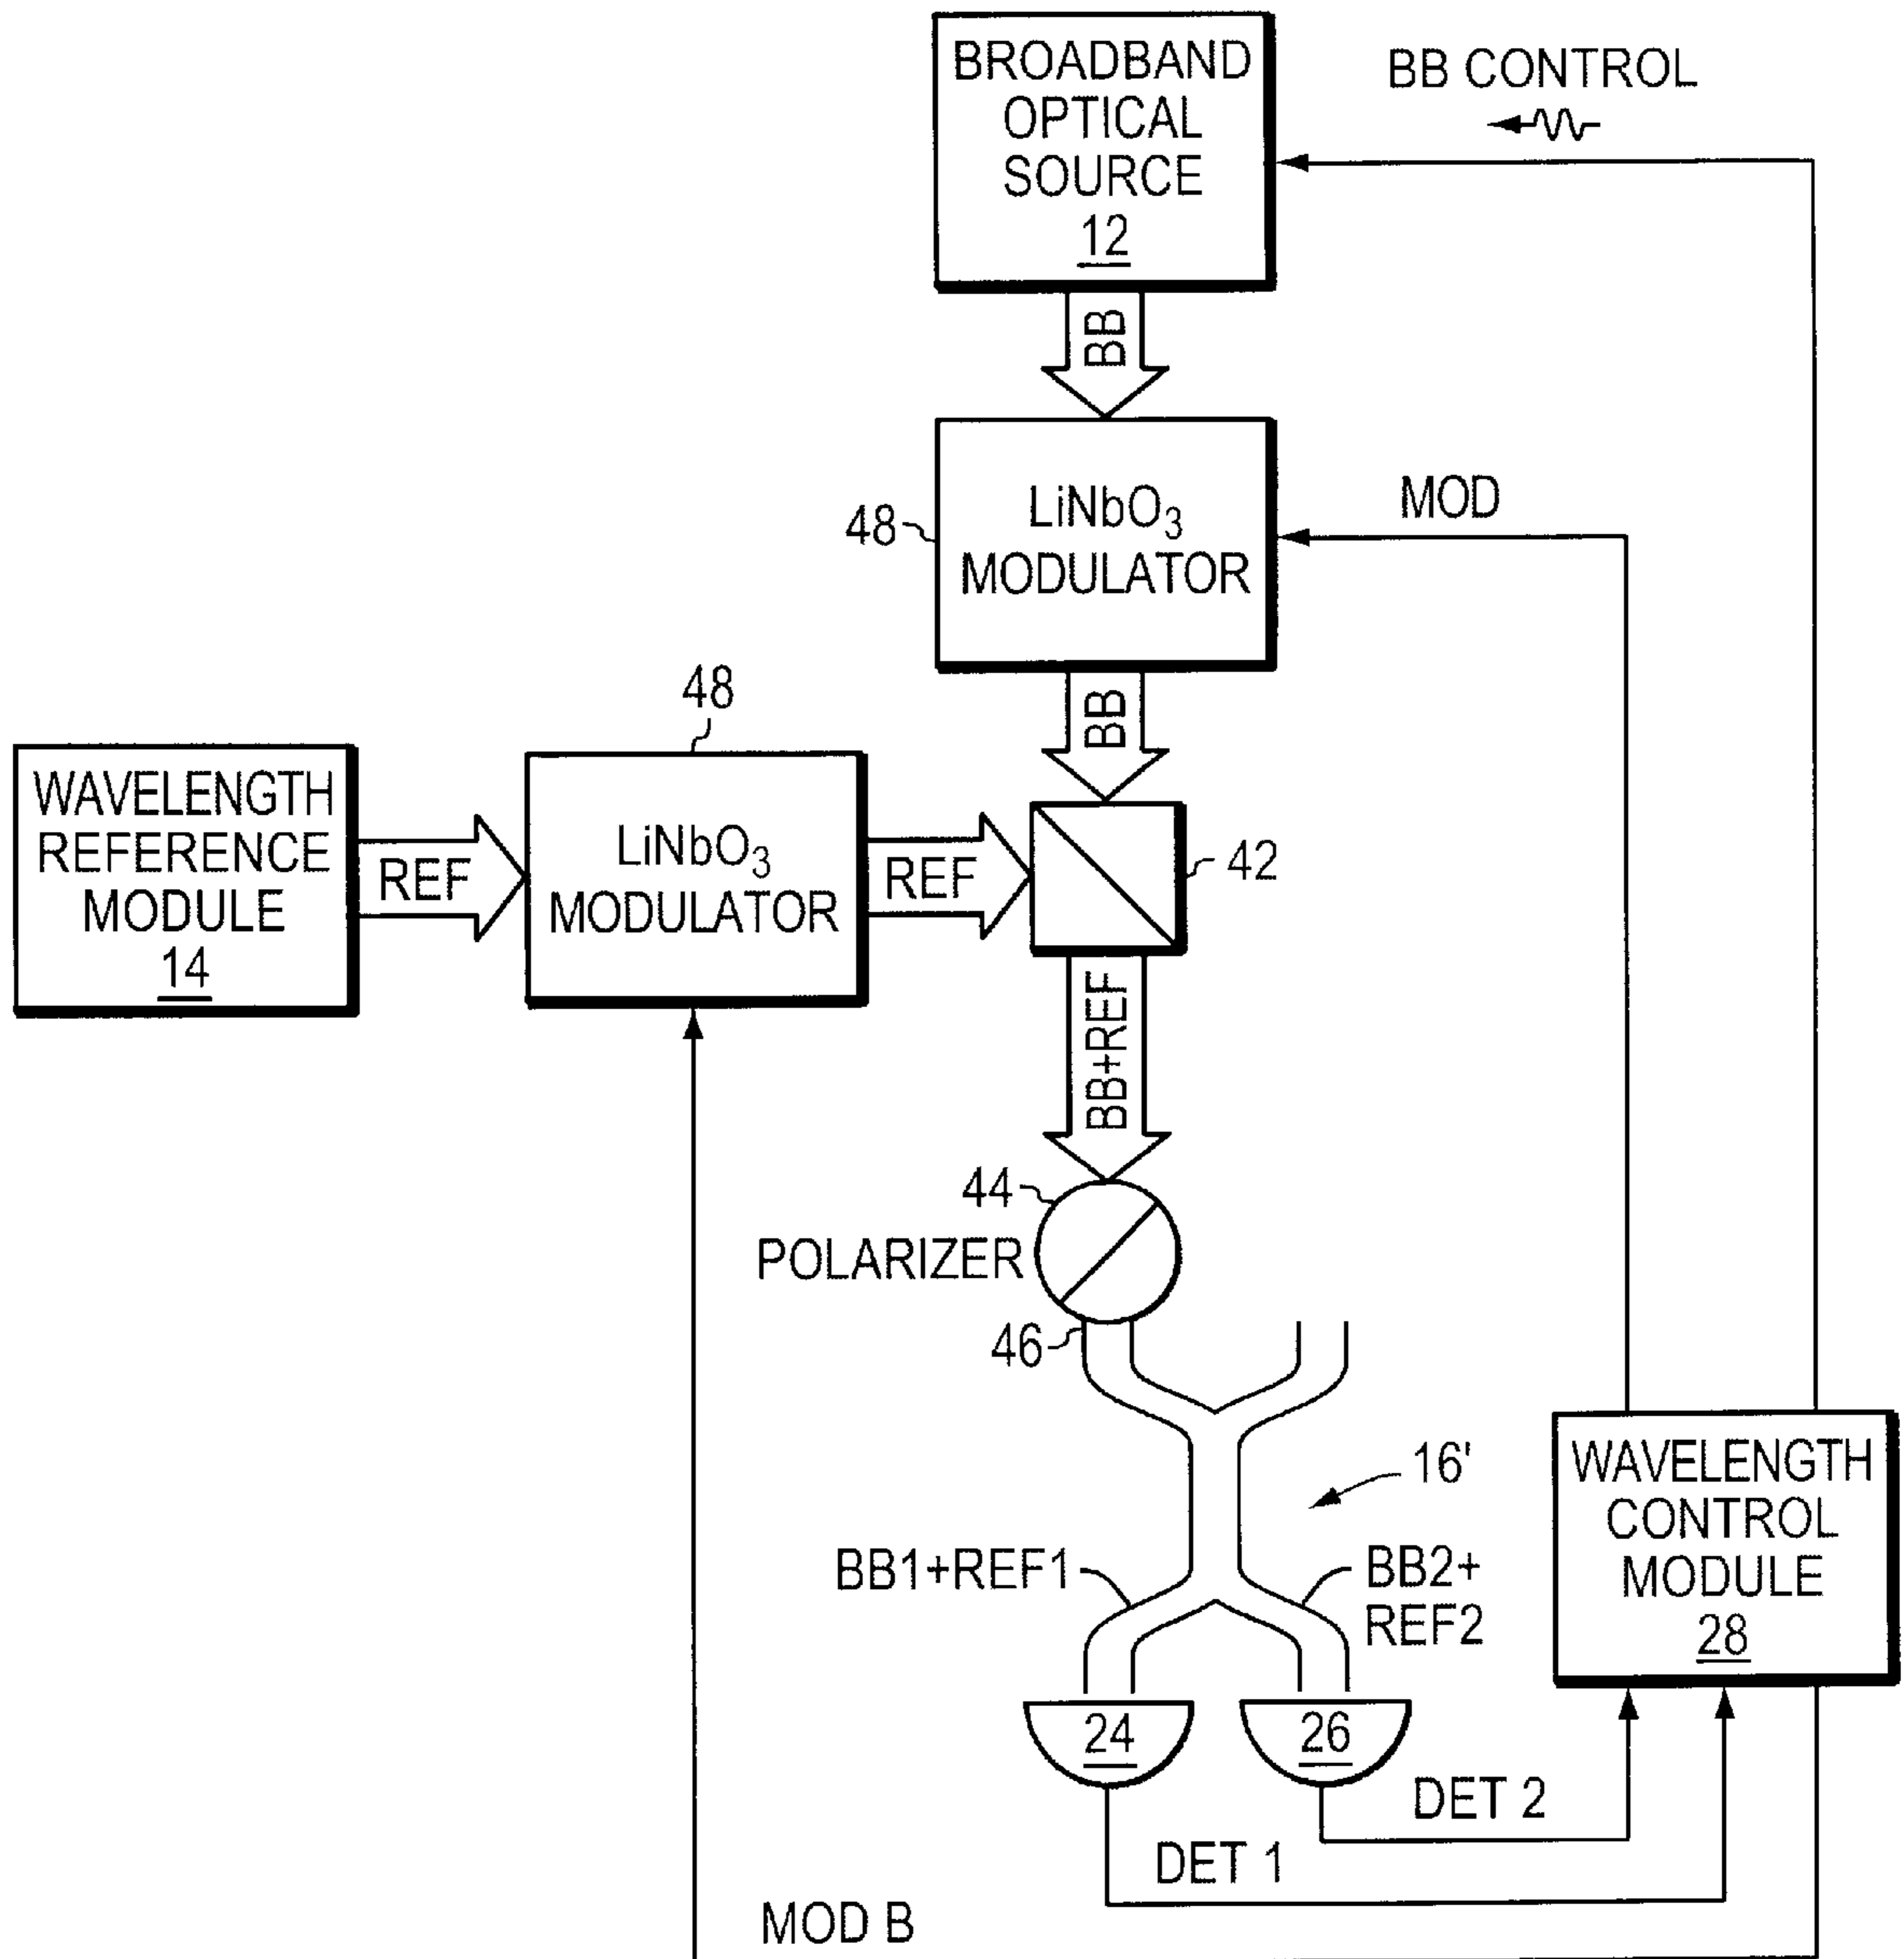 BROADBAND
OPTICAL
SOURCE
12
BB CONTROL
BB
48
LiNbO₃
MODULATOR
MOD
BB
48
WAVELENGTH
REFERENCE
MODULE
14
REF
LiNbO₃
MODULATOR
REF
42
BB+REF
44
POLARIZER
46
16'
BB1+REF1
BB2+
REF2
WAVELENGTH
CONTROL
MODULE
28
24
26
DET 2
DET 1
MOD B